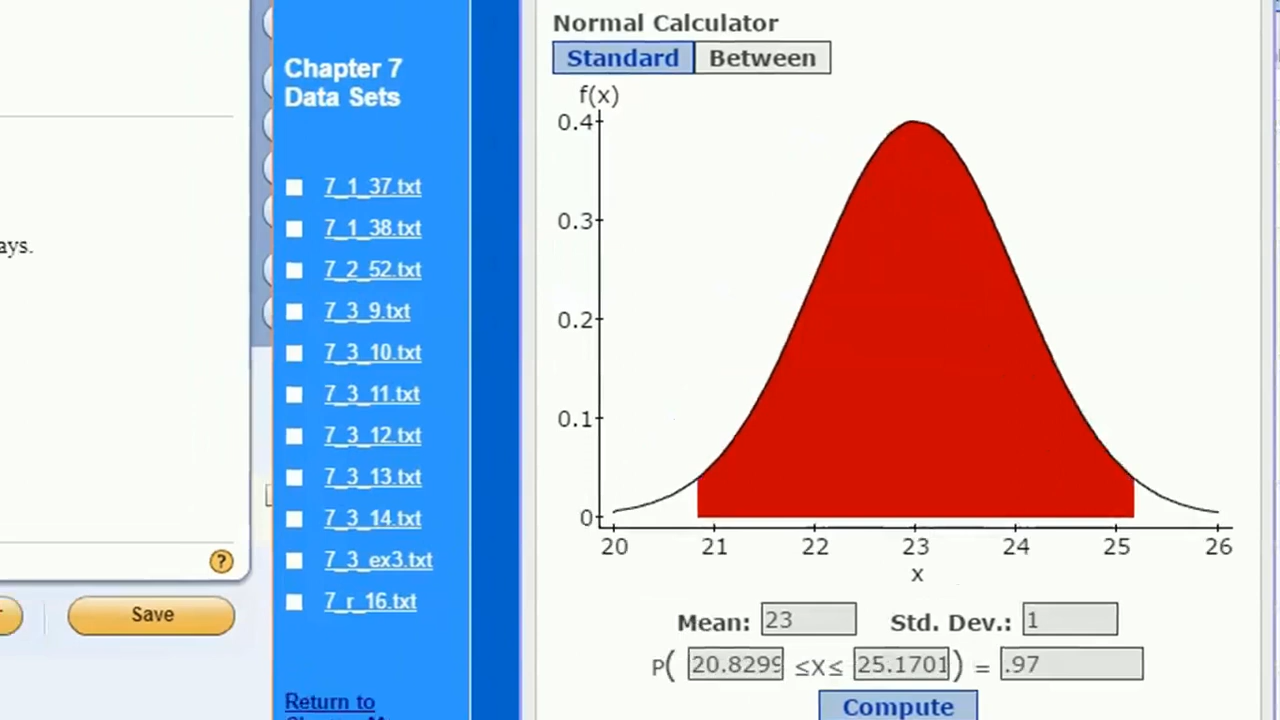 ays.
?
Save
Chapter 7
Data Sets
7_1_37.txt
7_1_38.txt
7_2_52.txt
7_3_9.txt
7_3_10.txt
7_3_11.txt
7_3_12.txt
7_3_13.txt
7_3_14.txt
7_3_ex3.txt
7_r_16.txt
Return to
Normal Calculator
Standard Between
f(x)
0.4
0.3
0.2
0.1
0
20 21 22 23 24 25 26
x
Mean: 23 Std. Dev.: 1
P( 20.8299 ≤X≤ 25.1701 ) = .97
Compute